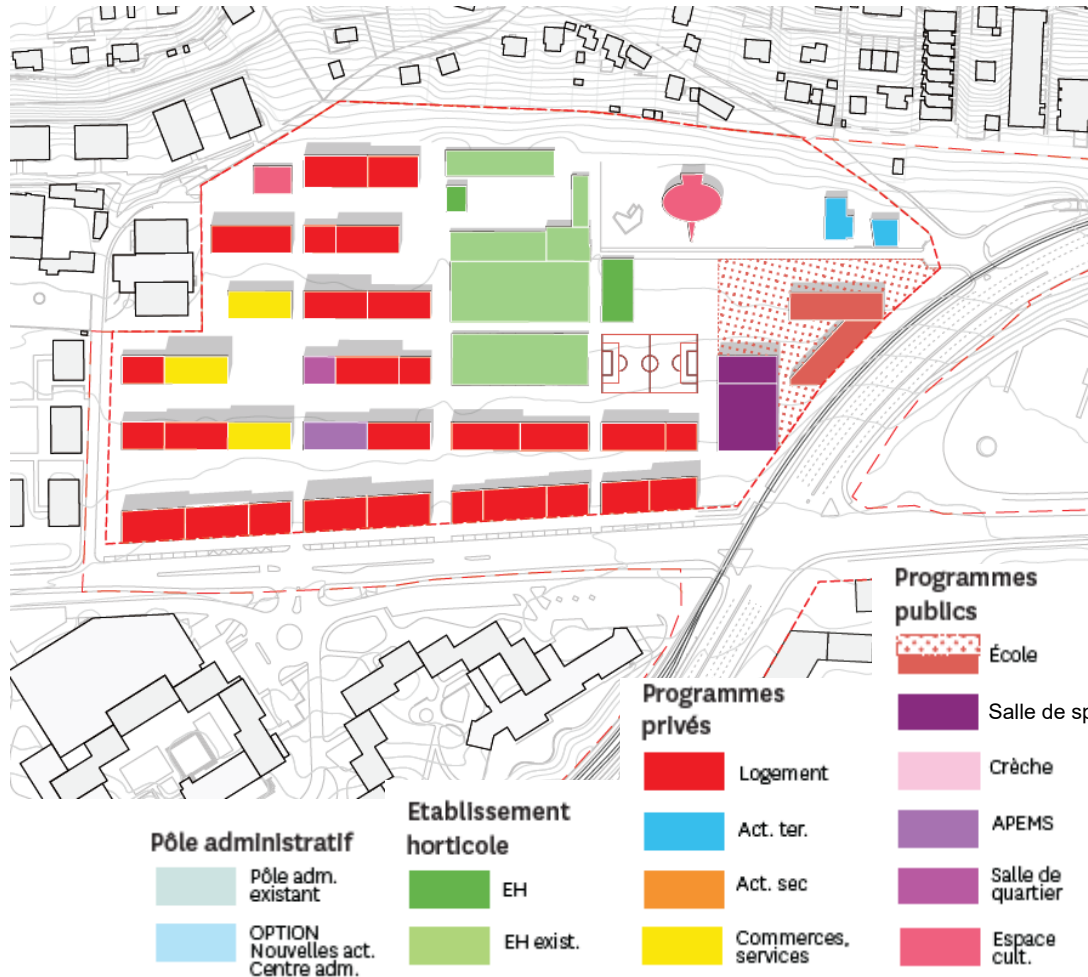 Pôle administratif
Pôle adm.
existant
OPTION
Nouvelles act.
Centre adm.
Etablissement
horticole
EH
EH exist.
Programmes
privés
Logement
Act. ter.
Act. sec
Commerces,
services
Programmes
publics
École
Salle de sp
Crèche
APEMS
Salle de
quartier
Espace
cult.